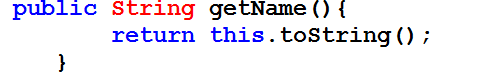 public String getName(){
return this.toString();
}